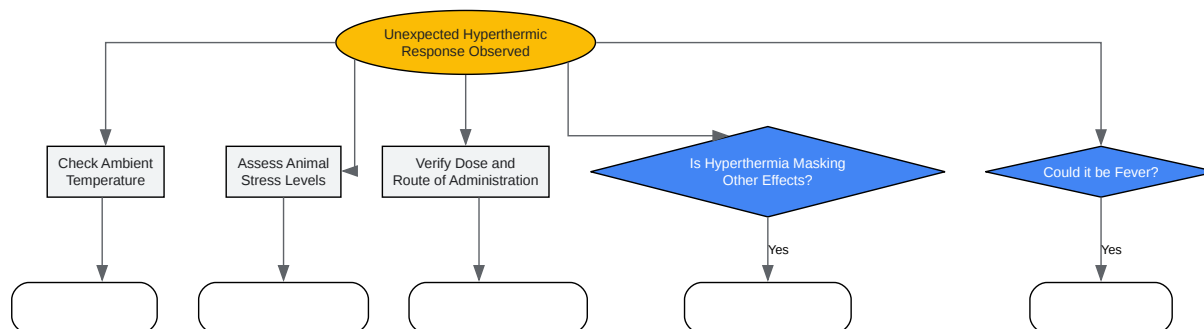 Unexpected Hyperthermic
Response Observed
Check Ambient
Temperature
Assess Animal
Stress Levels
Verify Dose and
Route of Administration
Is Hyperthermia Masking
Other Effects?
Could it be Fever?
Yes
Yes